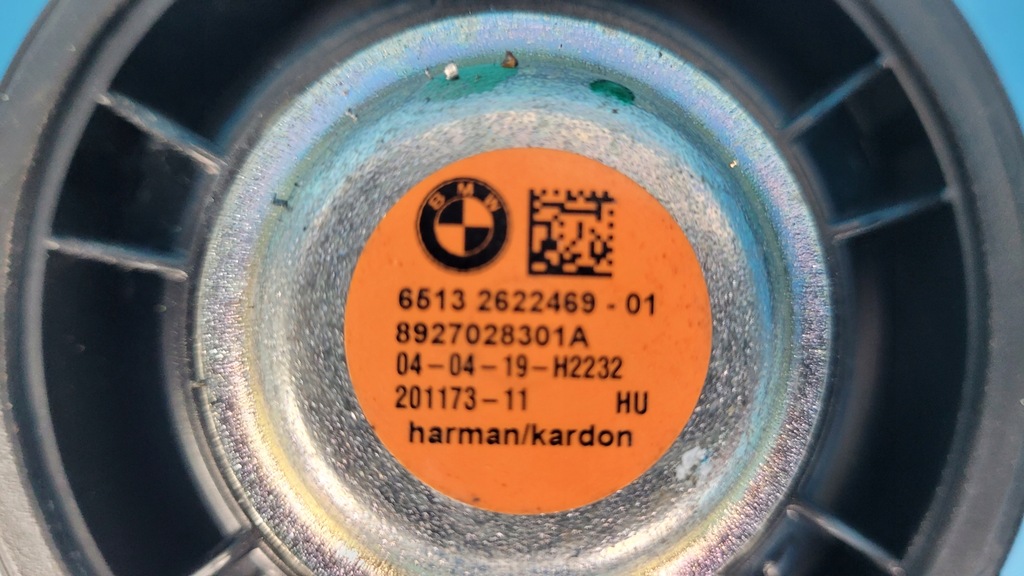 BMW
6513 2622469 - 01
8927028301A
04-04-19-H2232
201173-11 HU
harman/kardon